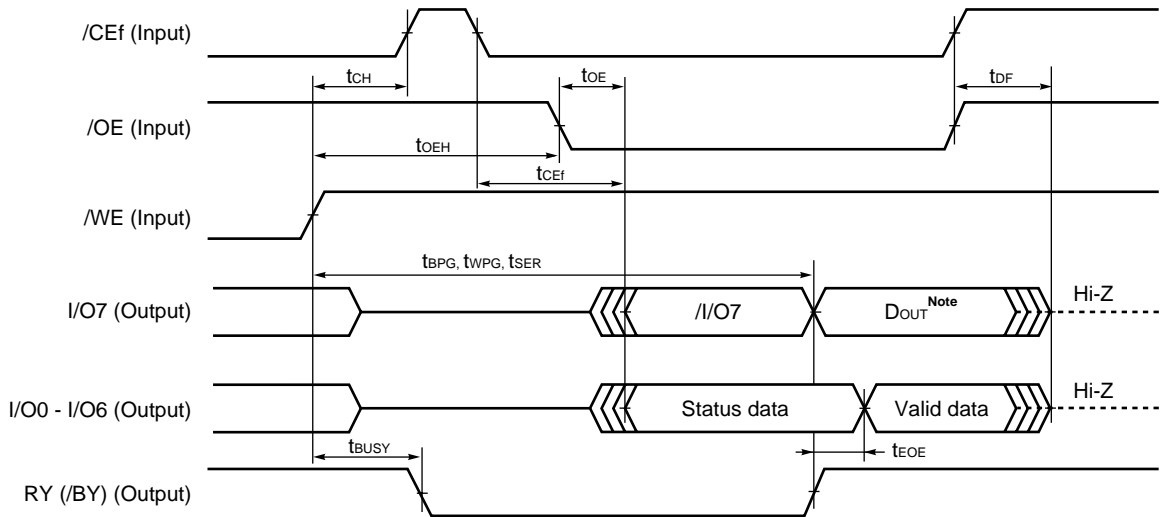 /CEf (Input)
tCH
tOE
tDF
/OE (Input)
tOEH
tCEf
/WE (Input)
tBPG, tWPG, tSER
I/O7 (Output)
/I/O7
DOUTNote
Hi-Z
I/O0 - I/O6 (Output)
Status data
Valid data
Hi-Z
tBUSY
tEOE
RY (/BY) (Output)